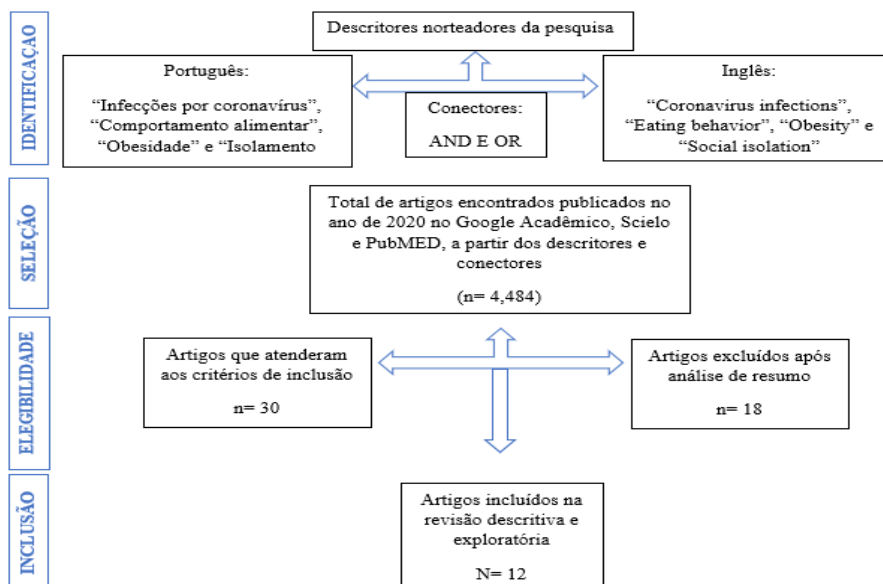 IDENTIFICAÇAO
Descritores norteadores da pesquisa
Português:
“Infecções por coronavírus”,
“Comportamento alimentar”,
“Obesidade” e “Isolamento
Conectores:
AND E OR
Inglês:
“Coronavirus infections”,
“Eating behavior”, “Obesity” e
“Social isolation”
SELEÇÃO
Total de artigos encontrados publicados no
ano de 2020 no Google Acadêmico, Scielo
e PubMED, a partir dos descritores e
conectores
(n= 4,484)
ELEGIBILIDADE
Artigos que atenderam
aos critérios de inclusão
n= 30
Artigos excluídos após
análise de resumo
n= 18
INCLUSÃO
Artigos incluídos na
revisão descritiva e
exploratória
N= 12